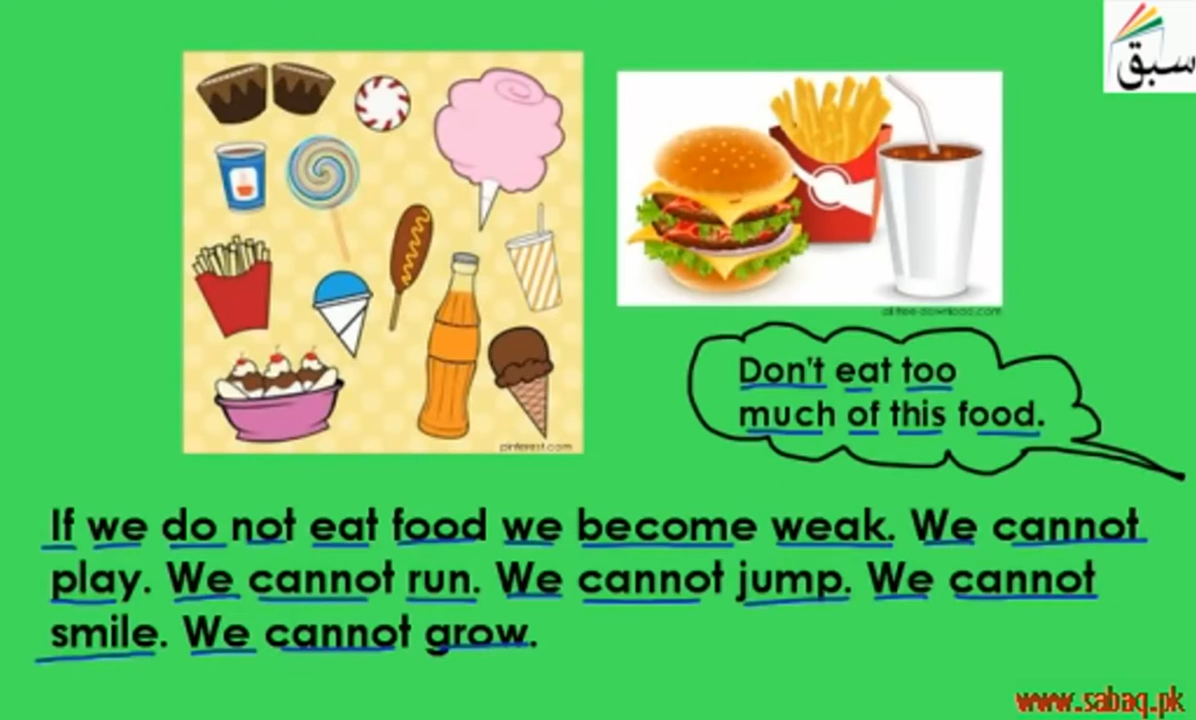 سبق
pinterest.com
all-free-download.com
Don't eat too
much of this food.
If we do not eat food we become weak. We cannot
play. We cannot run. We cannot jump. We cannot
smile. We cannot grow.
www.sabaq.pk